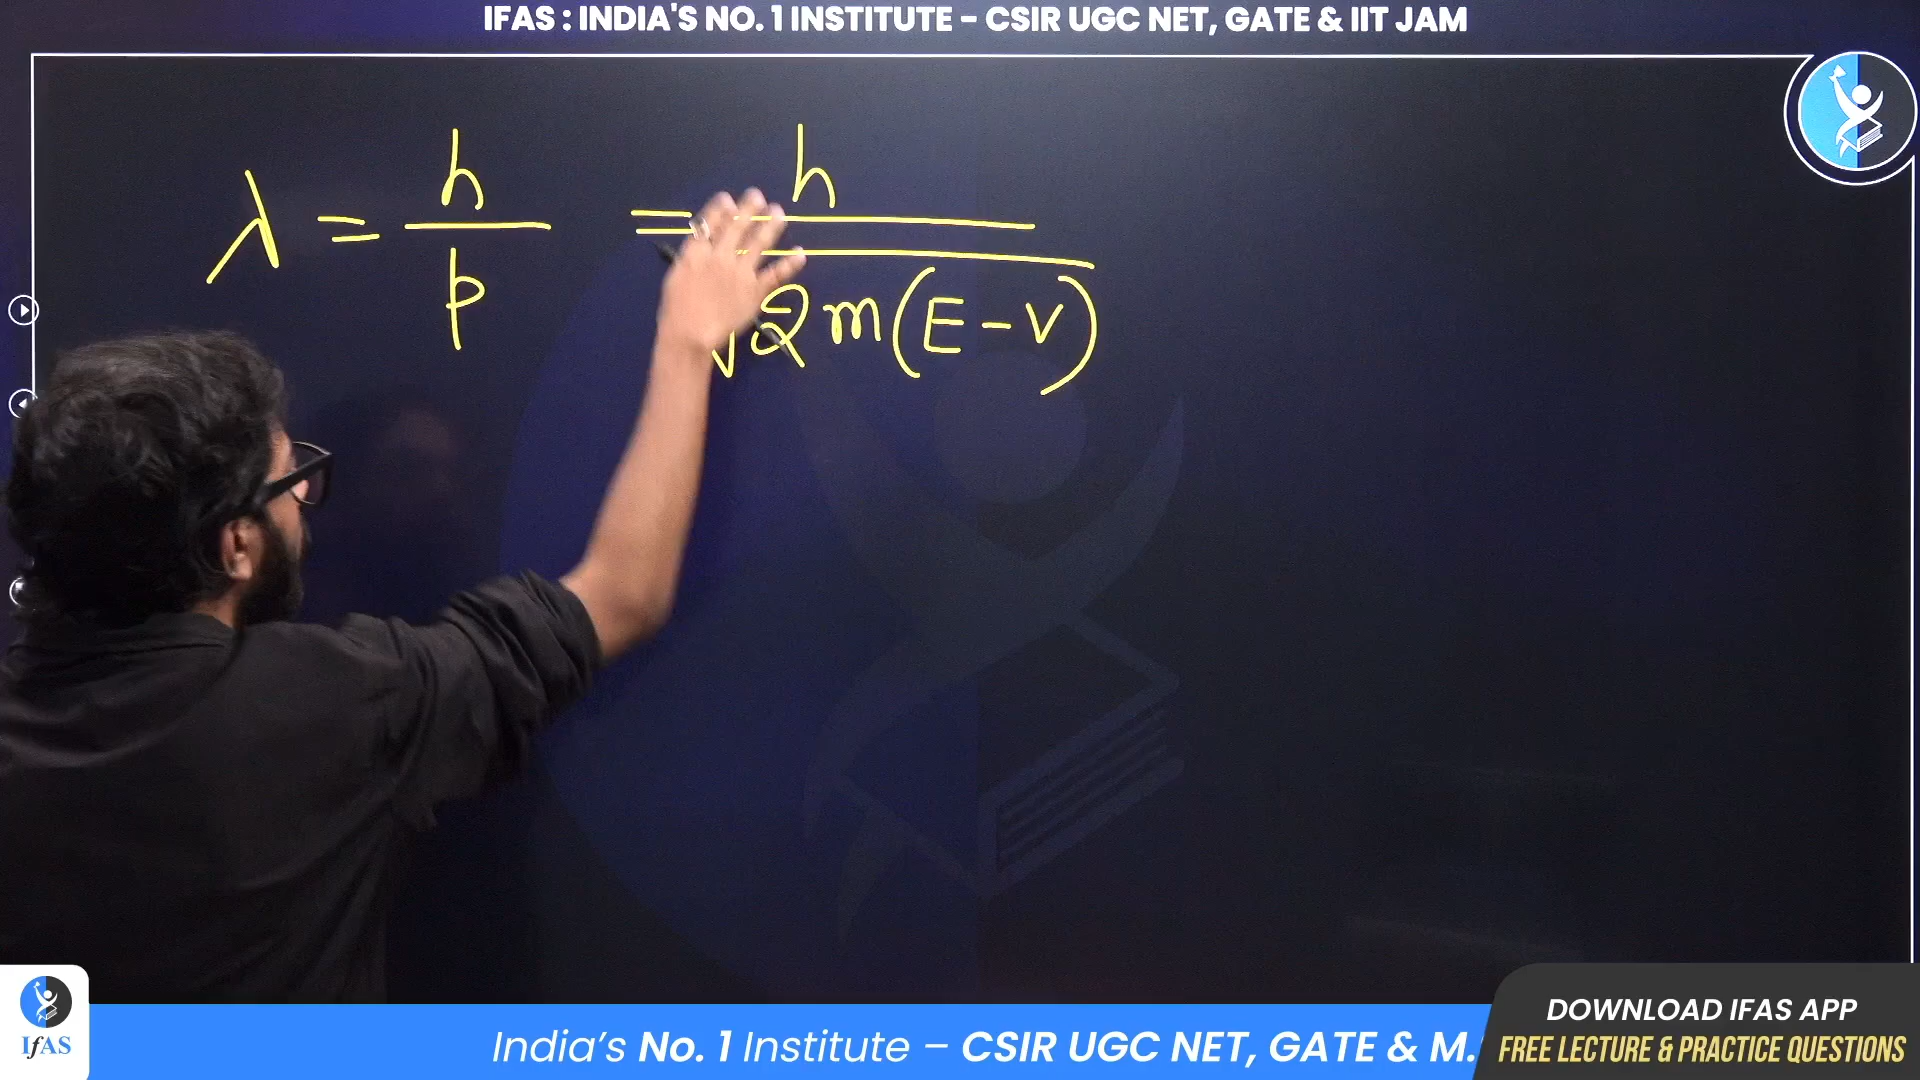 IFAS : INDIA'S NO. 1 INSTITUTE - CSIR UGC NET, GATE & IIT JAM
λ = h/p = h/√2m(E-V)
IfAS
India's No. 1 Institute – CSIR UGC NET, GATE & M.
DOWNLOAD IFAS APP
FREE LECTURE & PRACTICE QUESTIONS